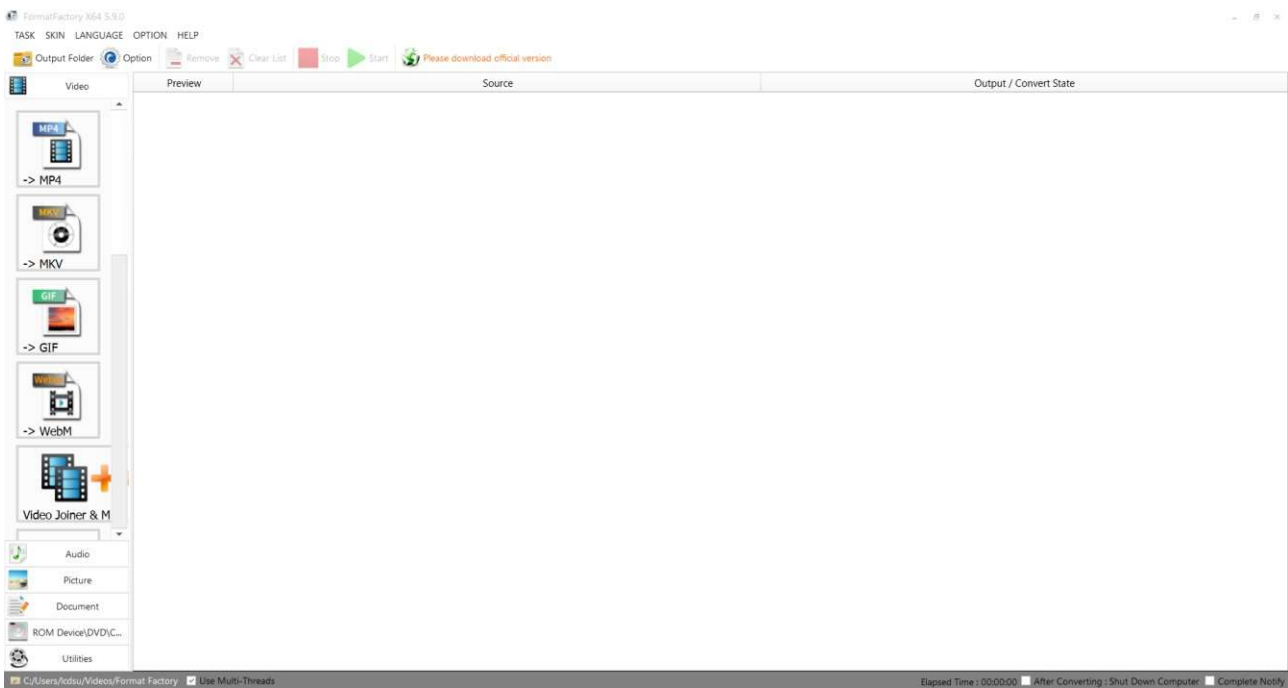 FormatFactory X64 5.9.0
TASK SKIN LANGUAGE OPTION HELP
Output Folder Option Remove Clear List Stop Start Please download official version
Video Preview Source Output / Convert State
MP4
-> MP4
MKV
-> MKV
GIF
-> GIF
WebM
-> WebM
Video Joiner & M
Audio
Picture
Document
ROM Device\DVD\C...
Utilities
C:/Users/lcdsu/Videos/Format Factory Use Multi-Threads Elapsed Time : 00:00:00 After Converting : Shut Down Computer Complete Notify